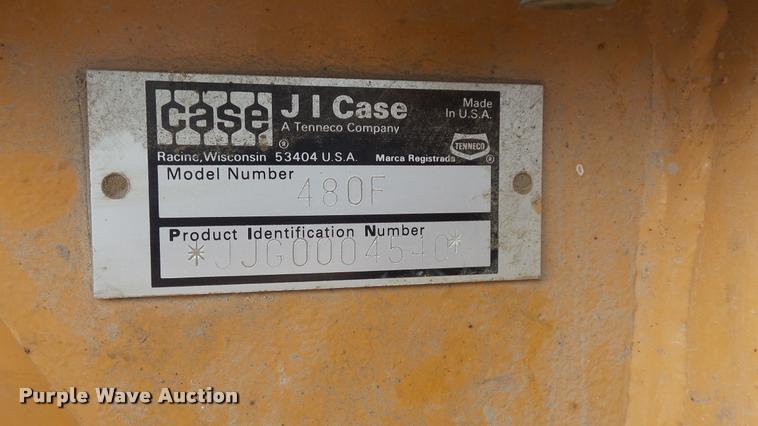 case
®
J I Case
A Tenneco Company
Made
In U.S.A.
Racine, Wisconsin 53404 U.S.A.
Marca Registrada
TENNECO
®
Model Number
480F
Product Identification Number
*JJG0004540*
Purple Wave Auction®